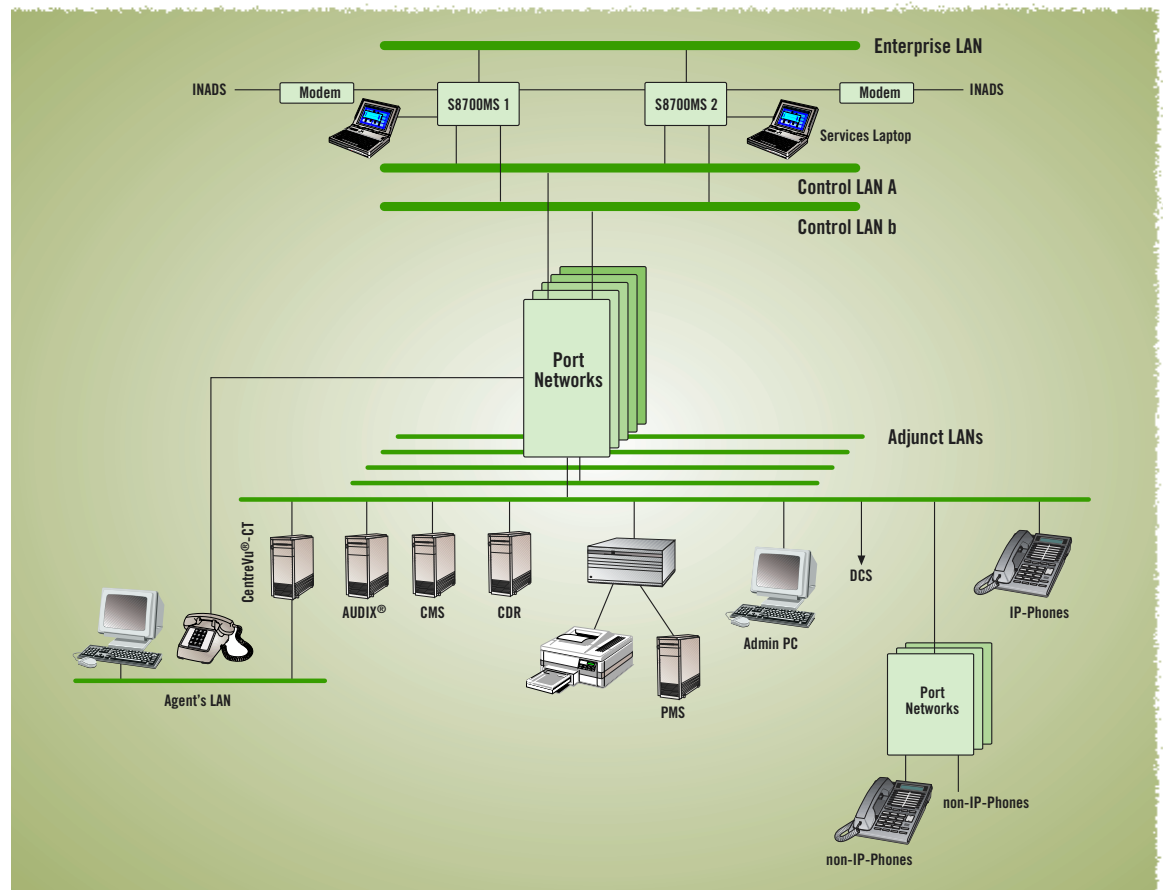 Enterprise LAN
INADS
Modem
S8700MS 1
S8700MS 2
Modem
INADS
Services Laptop
Control LAN A
Control LAN b
Port
Networks
Adjunct LANs
CentreVu®-CT
AUDIX®
CMS
CDR
DCS
IP-Phones
Admin PC
Agent's LAN
PMS
Port
Networks
non-IP-Phones
non-IP-Phones